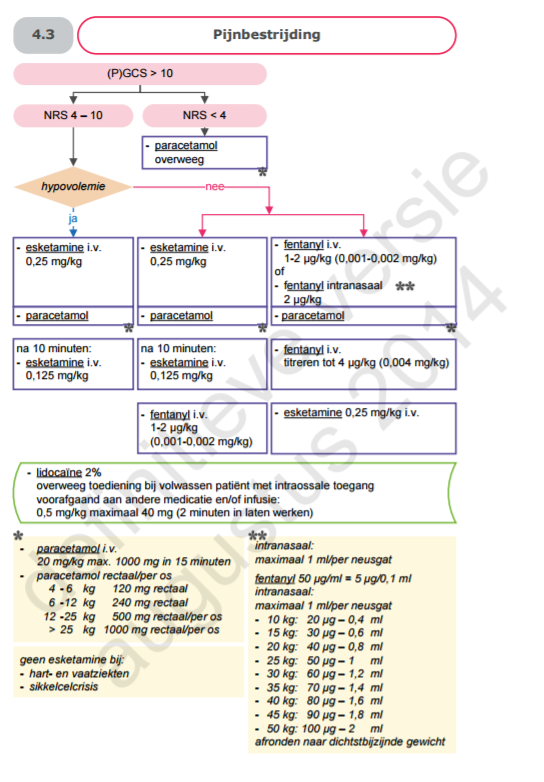 4.3
Pijnbestrijding
(P)GCS > 10
NRS 4 – 10
NRS < 4
- paracetamol
overweeg
*
hypovolemie
nee
ja
- esketamine i.v.
0,25 mg/kg
- paracetamol
*
- esketamine i.v.
0,25 mg/kg
- paracetamol
*
- fentanyl i.v.
1-2 µg/kg (0,001-0,002 mg/kg)
of
- fentanyl intranasaal **
2 µg/kg
- paracetamol
*
na 10 minuten:
- esketamine i.v.
0,125 mg/kg
na 10 minuten:
- esketamine i.v.
0,125 mg/kg
- fentanyl i.v.
titreren tot 4 µg/kg (0,004 mg/kg)
- fentanyl i.v.
1-2 µg/kg
(0,001-0,002 mg/kg)
- esketamine 0,25 mg/kg i.v.
- lidocaïne 2%
overweeg toediening bij volwassen patiënt met intraossale toegang
voorafgaand aan andere medicatie en/of infusie:
0,5 mg/kg maximaal 40 mg (2 minuten in laten werken)
*
- paracetamol i.v.
20 mg/kg max. 1000 mg in 15 minuten
- paracetamol rectaal/per os
4 - 6 kg 120 mg rectaal
6 -12 kg 240 mg rectaal
12 -25 kg 500 mg rectaal/per os
> 25 kg 1000 mg rectaal/per os
geen esketamine bij:
- hart- en vaatziekten
- sikkelcelcrisis
**
intranasaal:
maximaal 1 ml/per neusgat
fentanyl 50 µg/ml = 5 µg/0,1 ml
intranasaal:
maximaal 1 ml/per neusgat
- 10 kg: 20 µg – 0,4 ml
- 15 kg: 30 µg – 0,6 ml
- 20 kg: 40 µg – 0,8 ml
- 25 kg: 50 µg – 1 ml
- 30 kg: 60 µg – 1,2 ml
- 35 kg: 70 µg – 1,4 ml
- 40 kg: 80 µg – 1,6 ml
- 45 kg: 90 µg – 1,8 ml
- 50 kg: 100 µg – 2 ml
afronden naar dichtstbijzijnde gewicht
definitieve versie
augustus 2014